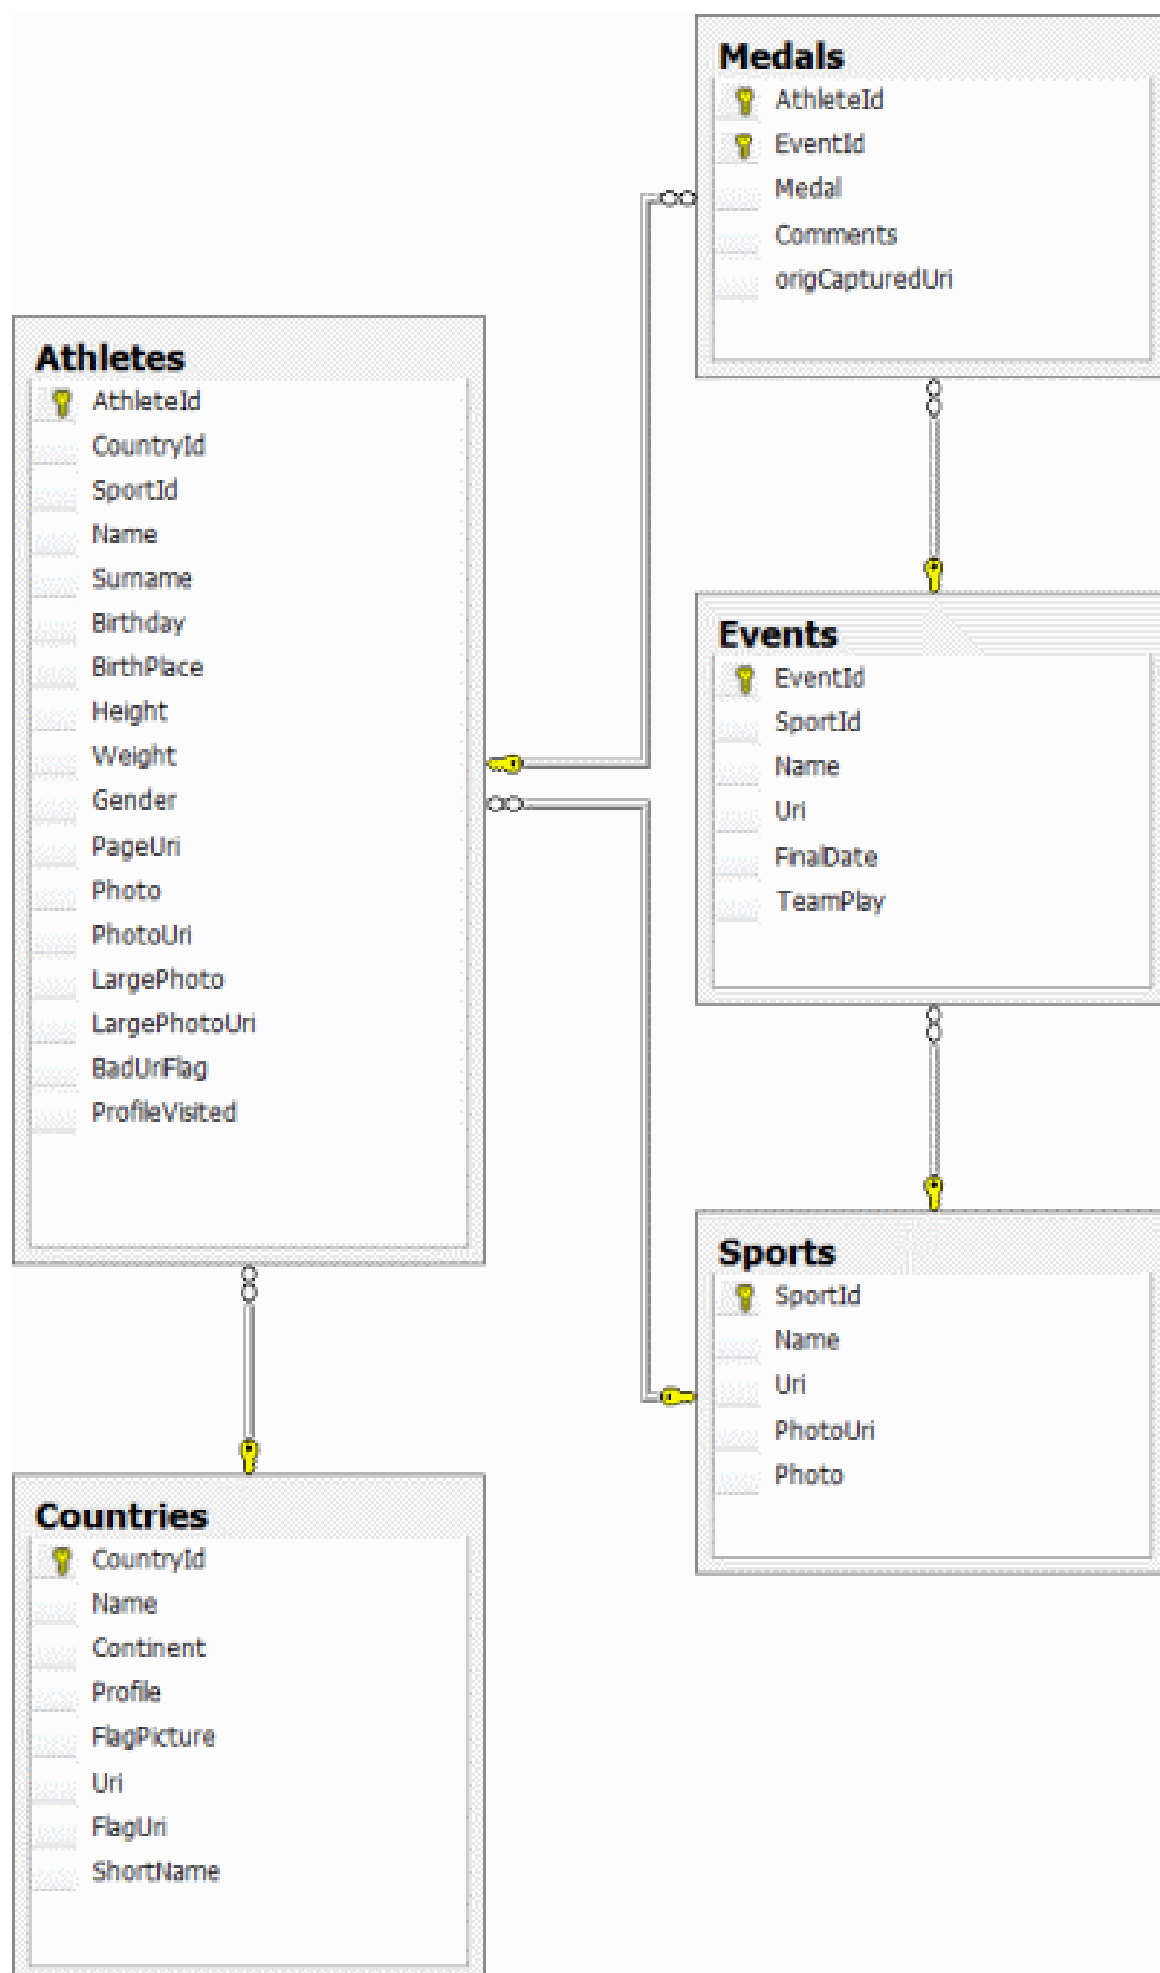 Medals
AthleteId
EventId
Medal
Comments
origCapturedUri
Athletes
AthleteId
CountryId
SportId
Name
Surname
Birthday
BirthPlace
Height
Weight
Gender
PageUri
Photo
PhotoUri
LargePhoto
LargePhotoUri
BadUriFlag
ProfileVisited
Events
EventId
SportId
Name
Uri
FinalDate
TeamPlay
Sports
SportId
Name
Uri
PhotoUri
Photo
Countries
CountryId
Name
Continent
Profile
FlagPicture
Uri
FlagUri
ShortName